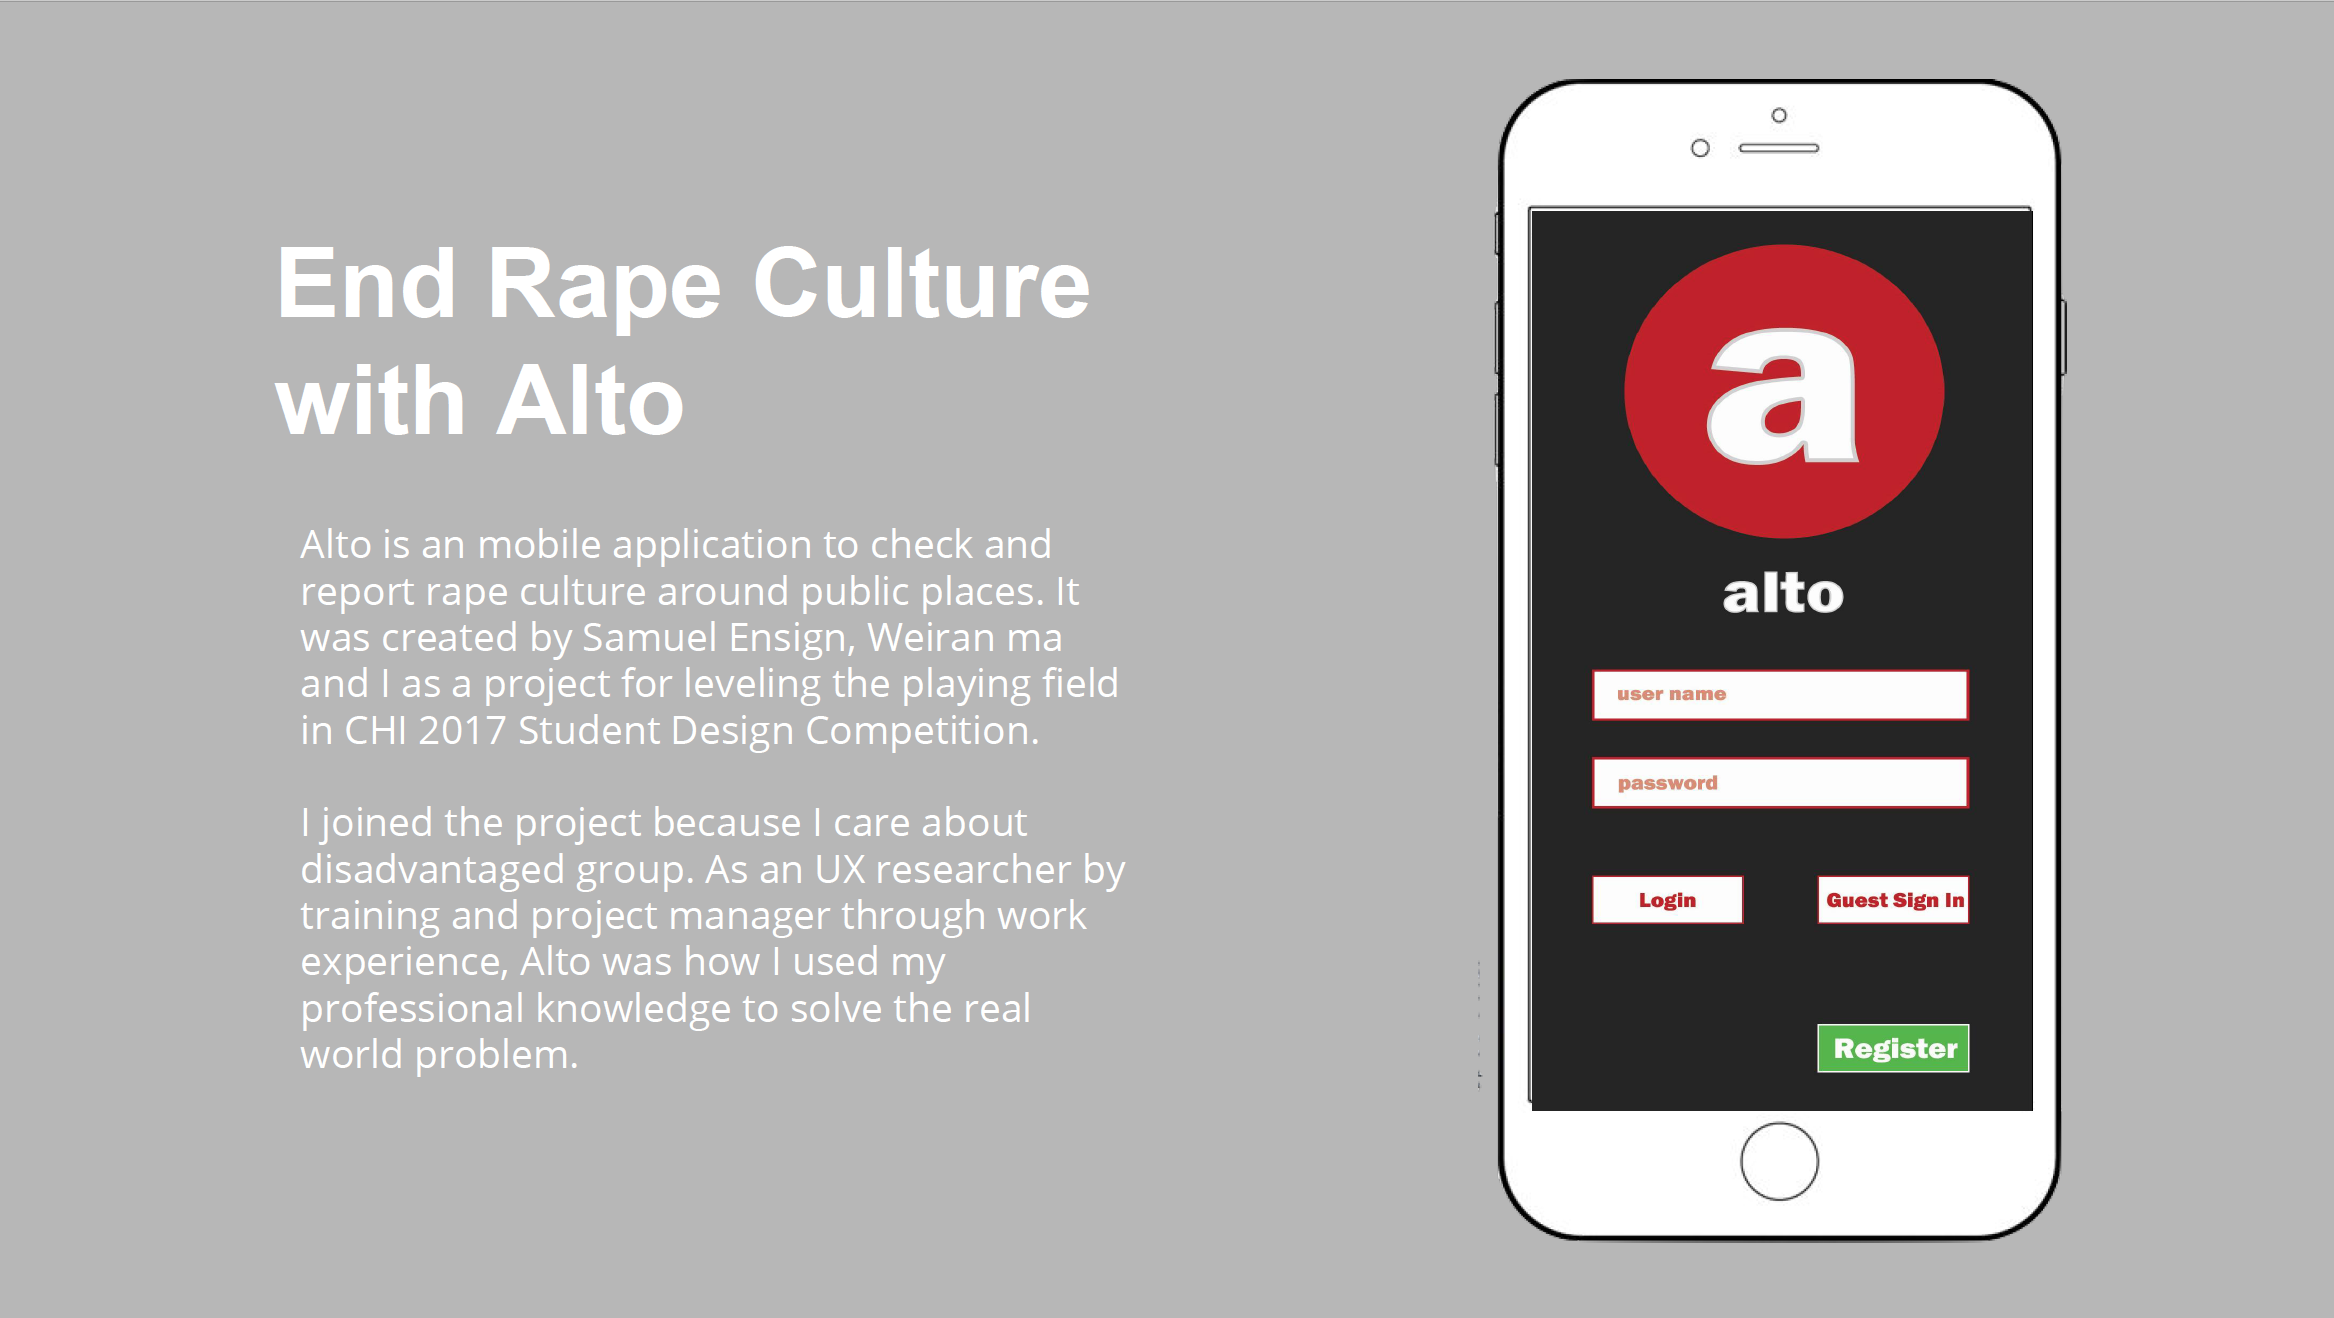 End Rape Culture
with Alto
Alto is an mobile application to check and
report rape culture around public places. It
was created by Samuel Ensign, Weiran ma
and I as a project for leveling the playing field
in CHI 2017 Student Design Competition.
I joined the project because I care about
disadvantaged group. As an UX researcher by
training and project manager through work
experience, Alto was how I used my
professional knowledge to solve the real
world problem.
a
alto
user name
password
Login
Guest Sign In
Register